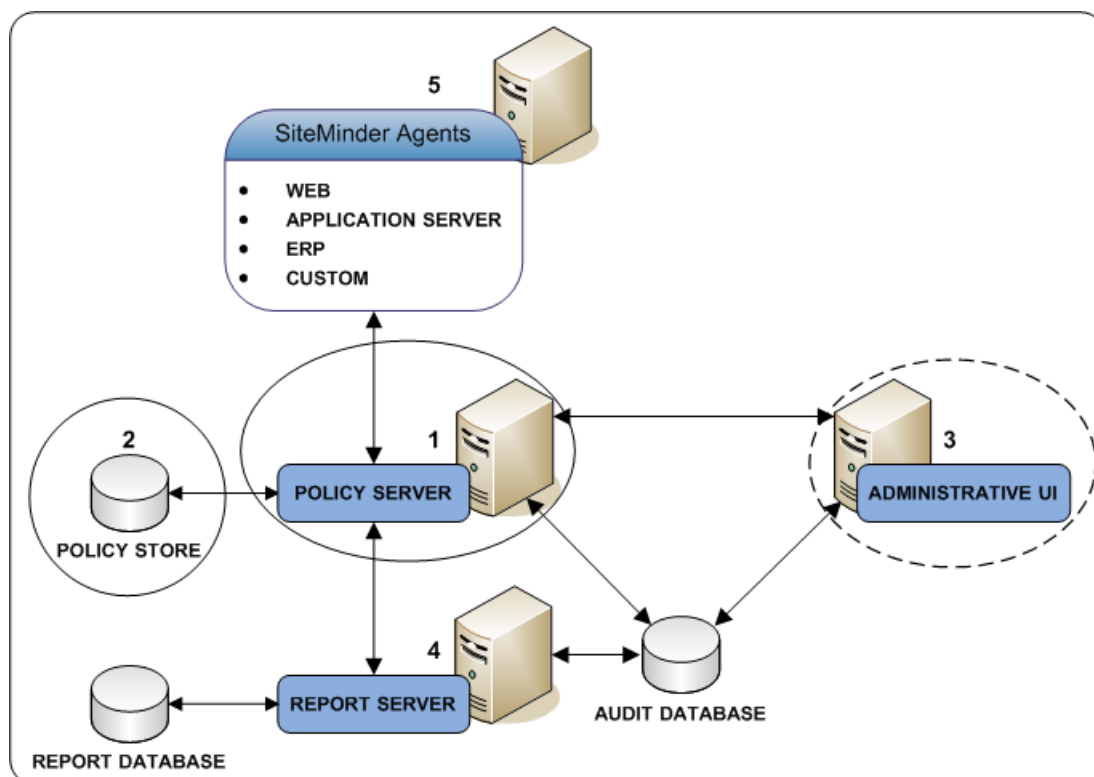 5
SiteMinder Agents
• WEB
• APPLICATION SERVER
• ERP
• CUSTOM
2
POLICY STORE
1
POLICY SERVER
3
ADMINISTRATIVE UI
4
REPORT SERVER
REPORT DATABASE
AUDIT DATABASE